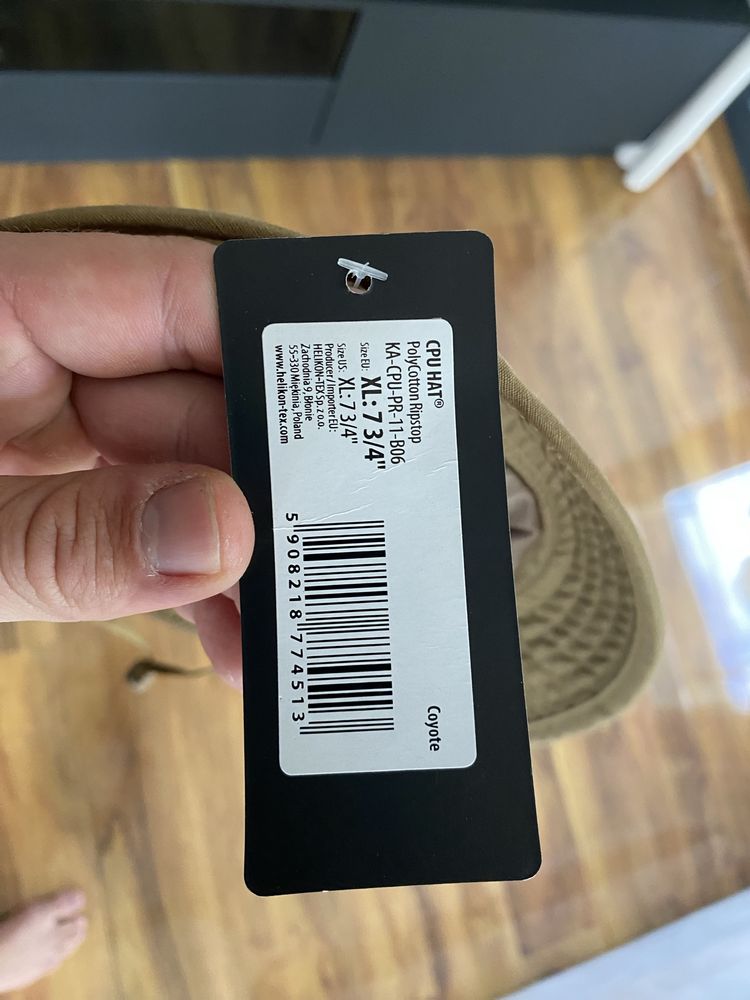 CPU HAT®
PolyCotton Ripstop
KA-CPU-PR-11-B06
Size EU: XL: 7 3/4"
Size US: XL: 7 3/4"
Producer / Importer EU:
HELIKON-TEX Sp. z o.o.
Zachodnia 9, Błonie
55-330 Miękinia, Poland
www.helikon-tex.com
Coyote
5 908218 774513